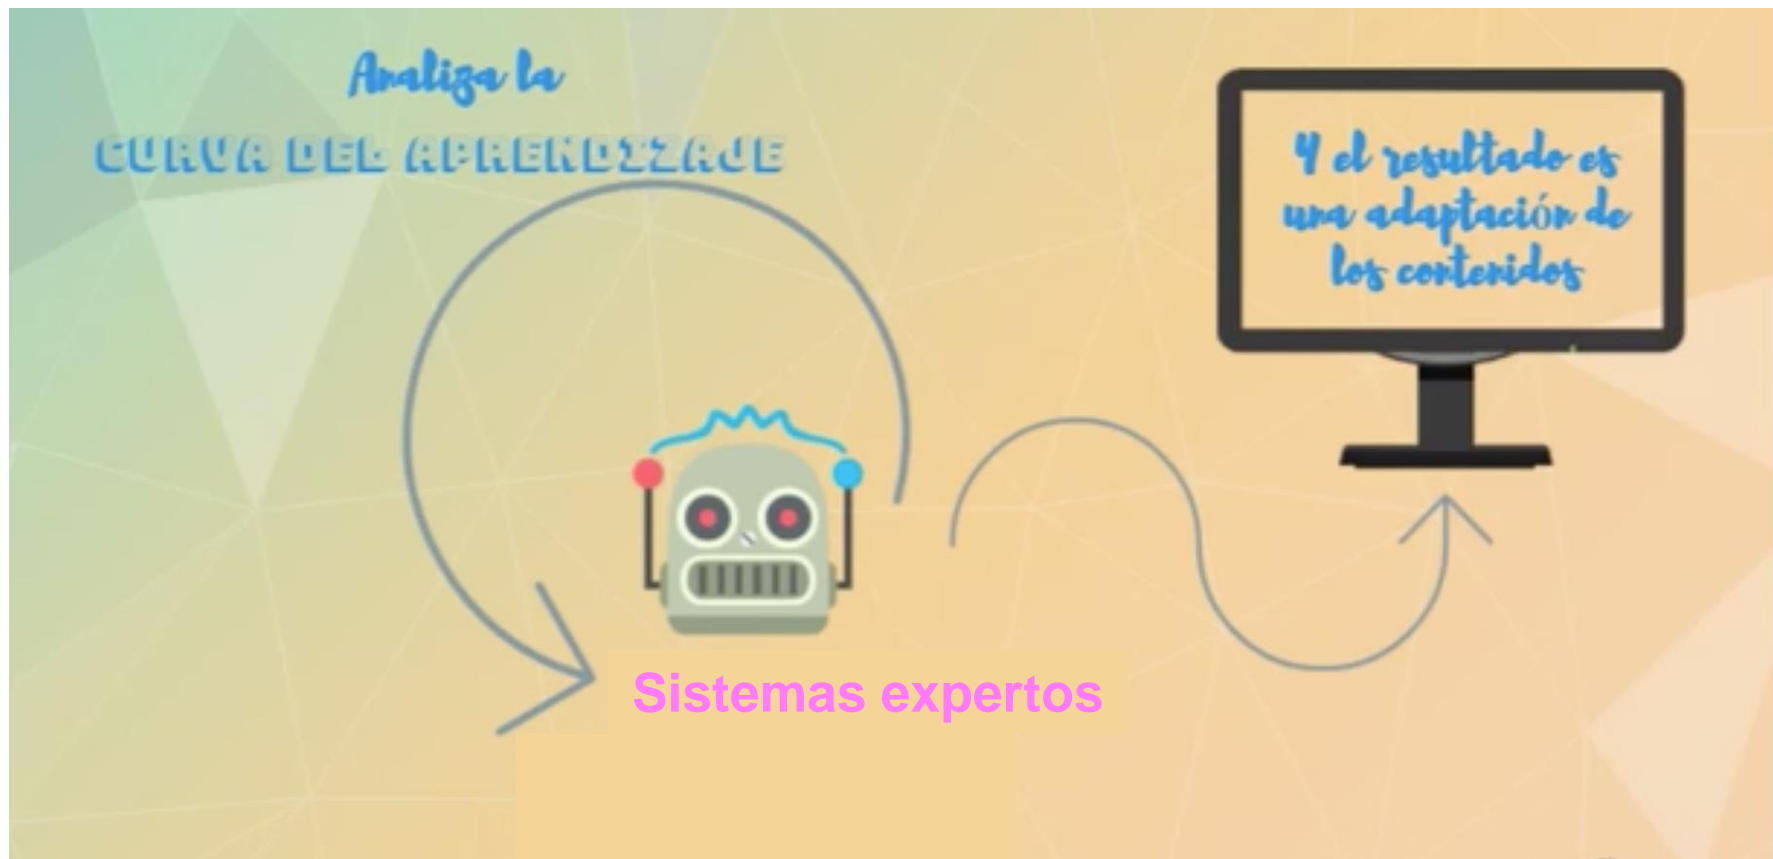 Analiza la
CURVA DEL APRENDIZAJE
Y el resultado es
una adaptación de
los contenidos
Sistemas expertos